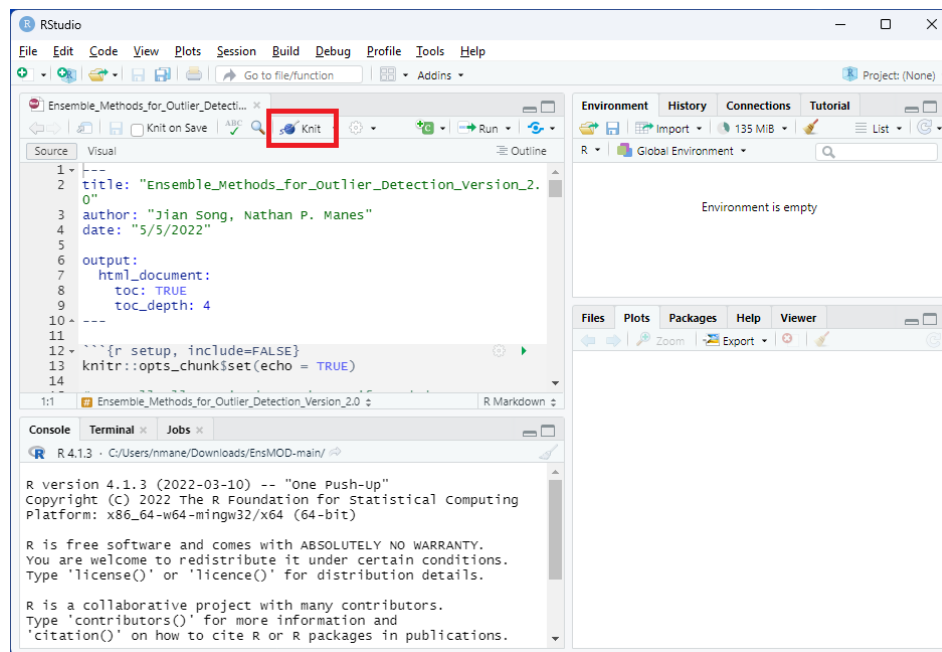 RStudio
File Edit Code View Plots Session Build Debug Profile Tools Help
Go to file/function Addins Project: (None)
Ensemble_Methods_for_Outlier_Detecti...
Knit on Save ABC Knit Run
Source Visual Outline
1 ---
2 title: "Ensemble_Methods_for_Outlier_Detection_Version_2.
0"
3 author: "Jian Song, Nathan P. Manes"
4 date: "5/5/2022"
5
6 output:
7 html_document:
8 toc: TRUE
9 toc_depth: 4
10 ---
11
12 ```{r setup, include=FALSE}
13 knitr::opts_chunk$set(echo = TRUE)
14
1:1 Ensemble_Methods_for_Outlier_Detection_Version_2.0 R Markdown
Console Terminal Jobs
R 4.1.3 · C:/Users/nmane/Downloads/EnsMOD-main/
R version 4.1.3 (2022-03-10) -- "One Push-Up"
Copyright (C) 2022 The R Foundation for Statistical Computing
Platform: x86_64-w64-mingw32/x64 (64-bit)
R is free software and comes with ABSOLUTELY NO WARRANTY.
You are welcome to redistribute it under certain conditions.
Type 'license()' or 'licence()' for distribution details.
R is a collaborative project with many contributors.
Type 'contributors()' for more information and
'citation()' on how to cite R or R packages in publications.
Environment History Connections Tutorial
Import 135 MiB List
R Global Environment
Environment is empty
Files Plots Packages Help Viewer
Zoom Export